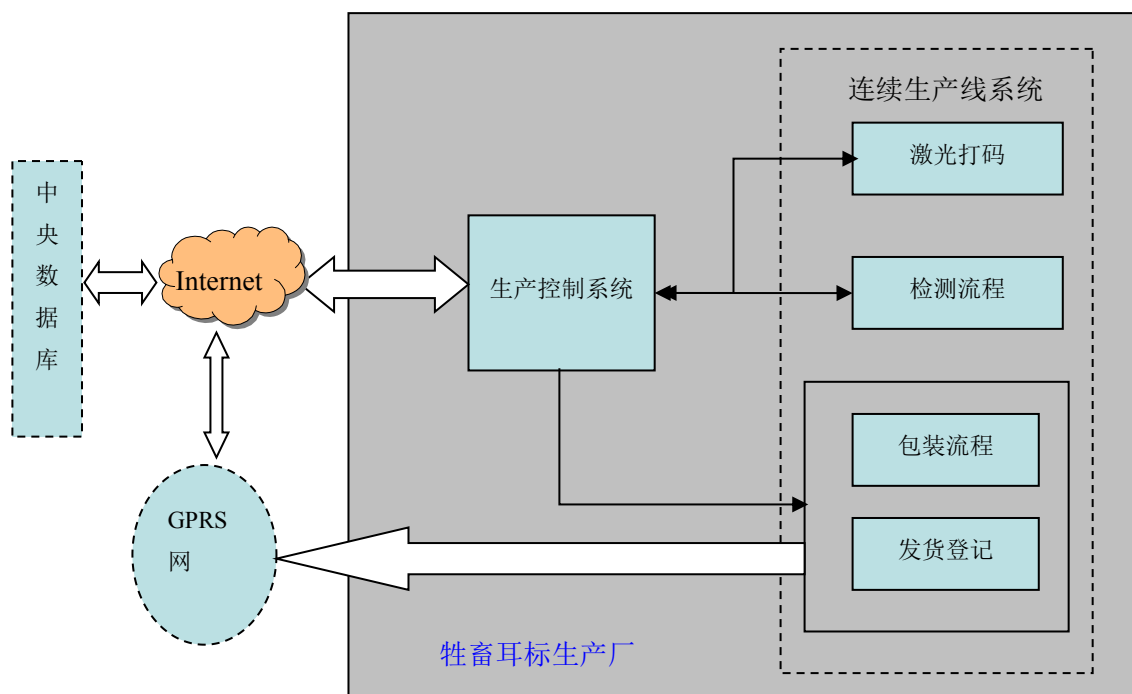 连续生产线系统
激光打码
中
央
数
据
库
Internet
生产控制系统
检测流程
包装流程
GPRS
网
发货登记
牲畜耳标生产厂